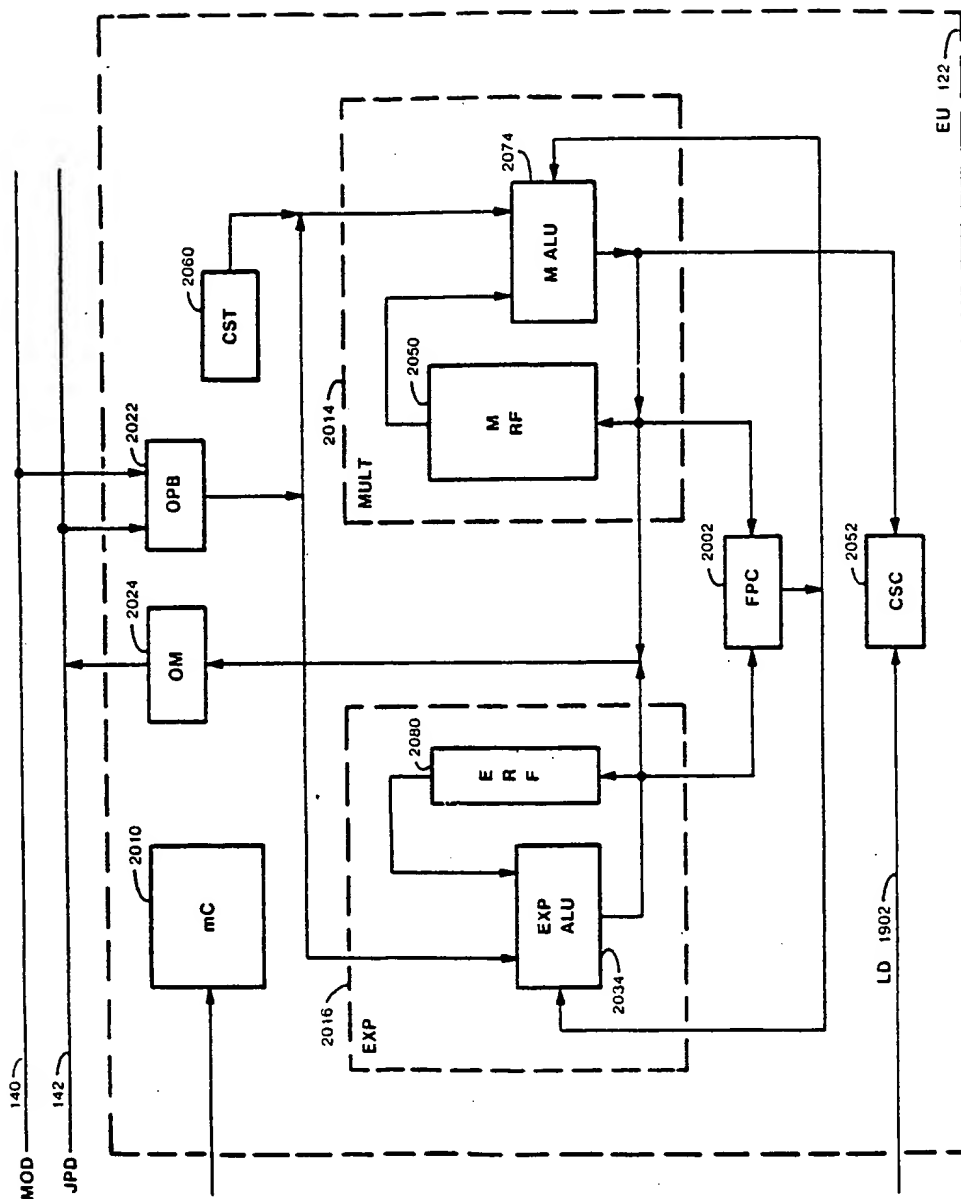 MOD
140
JPD
142
2010
mC
2024
OM
2022
OPB
2060
CST
2016
EXP
EXP
ALU
2034
2080
E
R
F
MULT
2014
2050
M
RF
M ALU
2074
2002
FPC
2052
CSC
LD 1902
EU 122